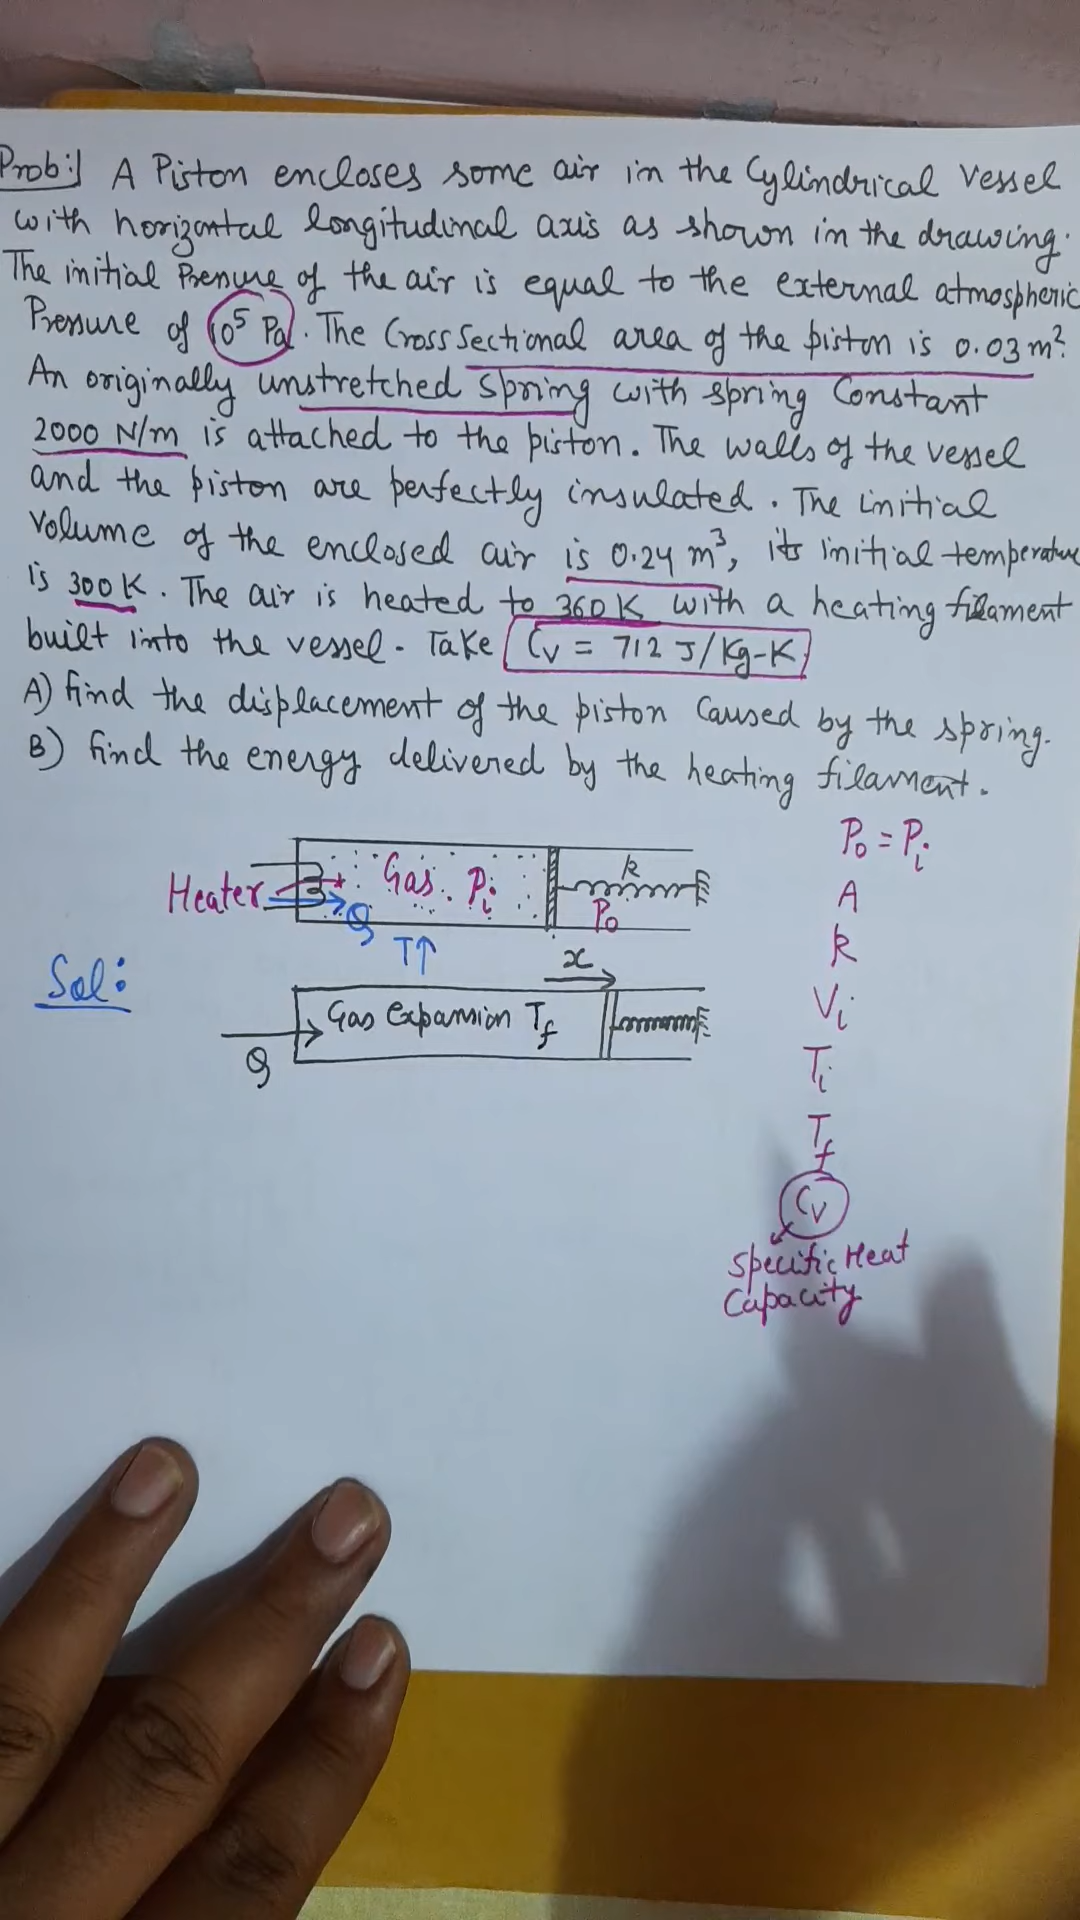 Prob:] A Piston encloses some air in the Cylindrical vessel
with horizontal longitudinal axis as shown in the drawing.
The initial Pressure of the air is equal to the external atmospheric
Pressure of 10⁵ Pa. The Cross Sectional area of the piston is 0.03 m².
An originally unstretched spring with spring Constant
2000 N/m is attached to the piston. The walls of the vessel
and the piston are perfectly insulated. The initial
volume of the enclosed air is 0.24 m³, its initial temperature
is 300 K. The air is heated to 360 K with a heating filament
built into the vessel. Take Cv = 712 J/Kg-K
A) find the displacement of the piston Caused by the spring.
B) find the energy delivered by the heating filament.
P₀ = Pi
Heater Gas. Pi k
Q P₀
A
T↑ x
k
Sol:
Gas Expansion Tf
Vi
Q
Ti
Tf
Cv
Specific Heat
Capacity